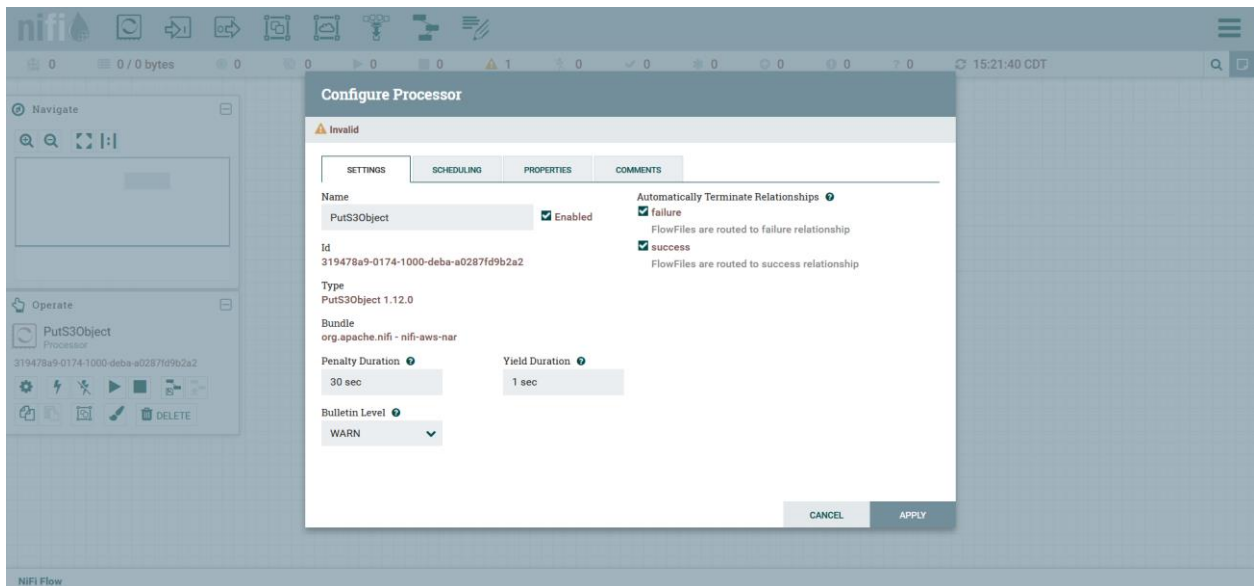 nifi
0 0 / 0 bytes 0 0 0 0 1 0 0 0 0 0 0 15:21:40 CDT
Navigate
Operate
PutS3Object
Processor
319478a9-0174-1000-deba-a0287fd9b2a2
DELETE
Configure Processor
Invalid
SETTINGS SCHEDULING PROPERTIES COMMENTS
Name
PutS3Object Enabled
Id
319478a9-0174-1000-deba-a0287fd9b2a2
Type
PutS3Object 1.12.0
Bundle
org.apache.nifi - nifi-aws-nar
Penalty Duration Yield Duration
30 sec 1 sec
Bulletin Level
WARN
Automatically Terminate Relationships
failure
FlowFiles are routed to failure relationship
success
FlowFiles are routed to success relationship
CANCEL APPLY
NiFi Flow